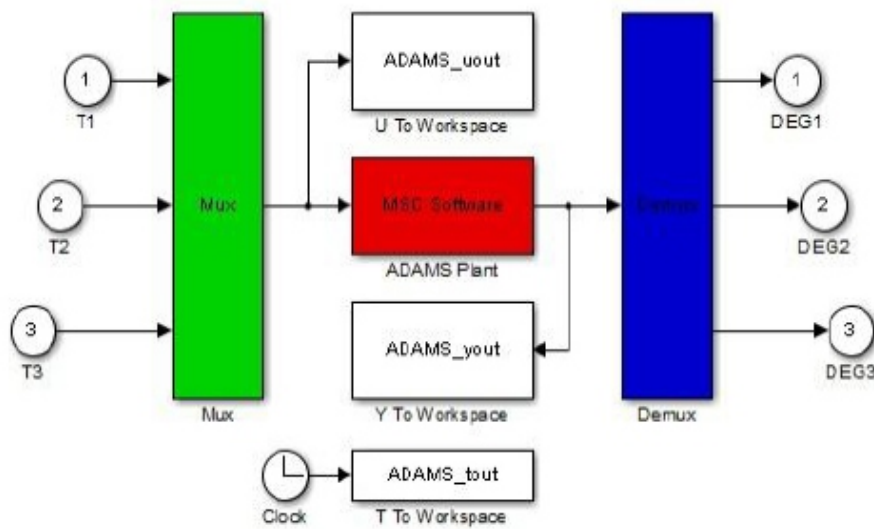 1
T1
2
T2
3
T3
Mux
Mux
ADAMS_uout
U To Workspace
MSC Software
ADAMS Plant
ADAMS_yout
Y To Workspace
Clock
ADAMS_tout
T To Workspace
Demux
Demux
1
DEG1
2
DEG2
3
DEG3